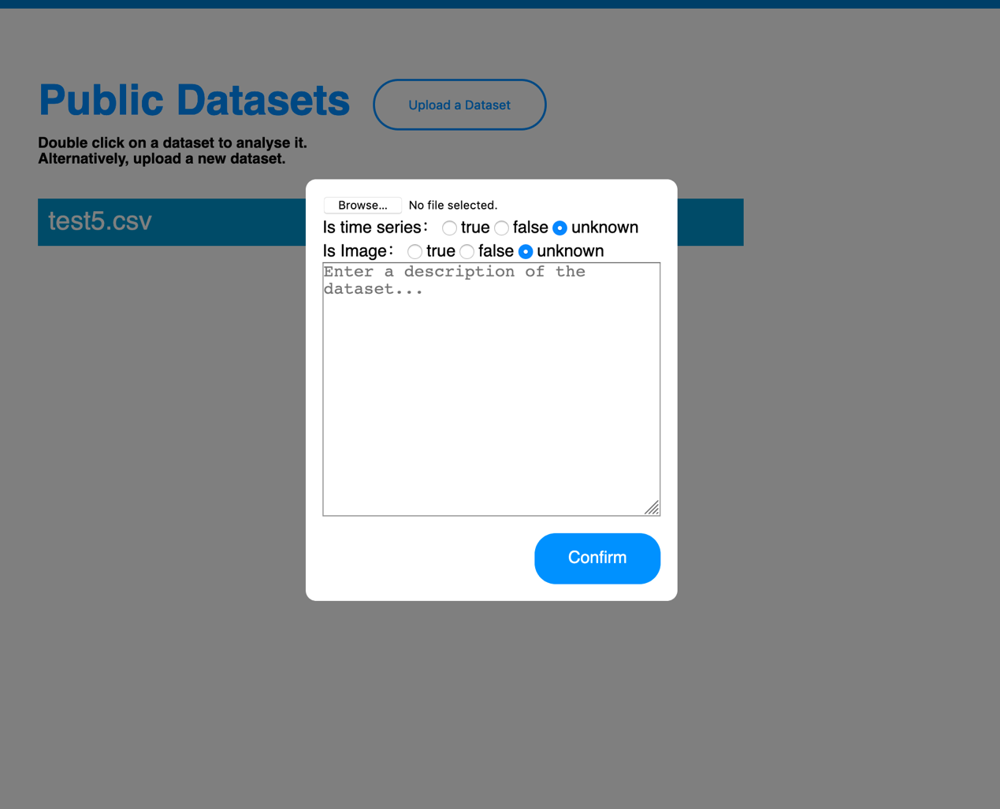 Public Datasets
Upload a Dataset
Double click on a dataset to analyse it.
Alternatively, upload a new dataset.
test5.csv
Browse... No file selected.
Is time series: true false unknown
Is Image: true false unknown
Enter a description of the
dataset...
Confirm